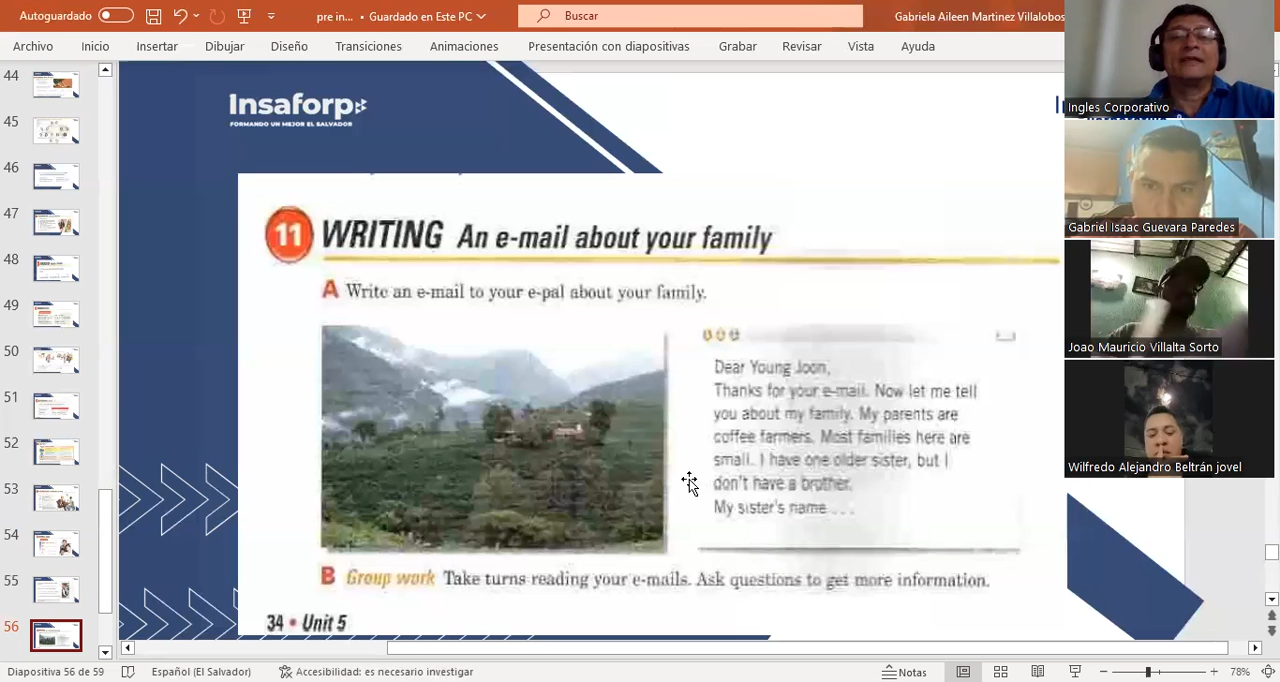 Autoguardado
pre in... • Guardado en Este PC
Buscar
Gabriela Aileen Martinez Villalobos
Archivo
Inicio
Insertar
Dibujar
Diseño
Transiciones
Animaciones
Presentación con diapositivas
Grabar
Revisar
Vista
Ayuda
44
45
46
47
48
49
50
51
52
53
54
55
56
Insaforp
FORMANDO UN MEJOR EL SALVADOR
11 WRITING An e-mail about your family
A Write an e-mail to your e-pal about your family.
Dear Young Joon,
Thanks for your e-mail. Now let me tell
you about my family. My parents are
coffee farmers. Most families here are
small. I have one older sister, but I
don't have a brother.
My sister's name . . .
B Group work Take turns reading your e-mails. Ask questions to get more information.
34 • Unit 5
Ingles Corporativo
Gabriel Isaac Guevara Paredes
Joao Mauricio Villalta Sorto
Wilfredo Alejandro Beltrán jovel
Diapositiva 56 de 59
Español (El Salvador)
Accesibilidad: es necesario investigar
Notas
78%